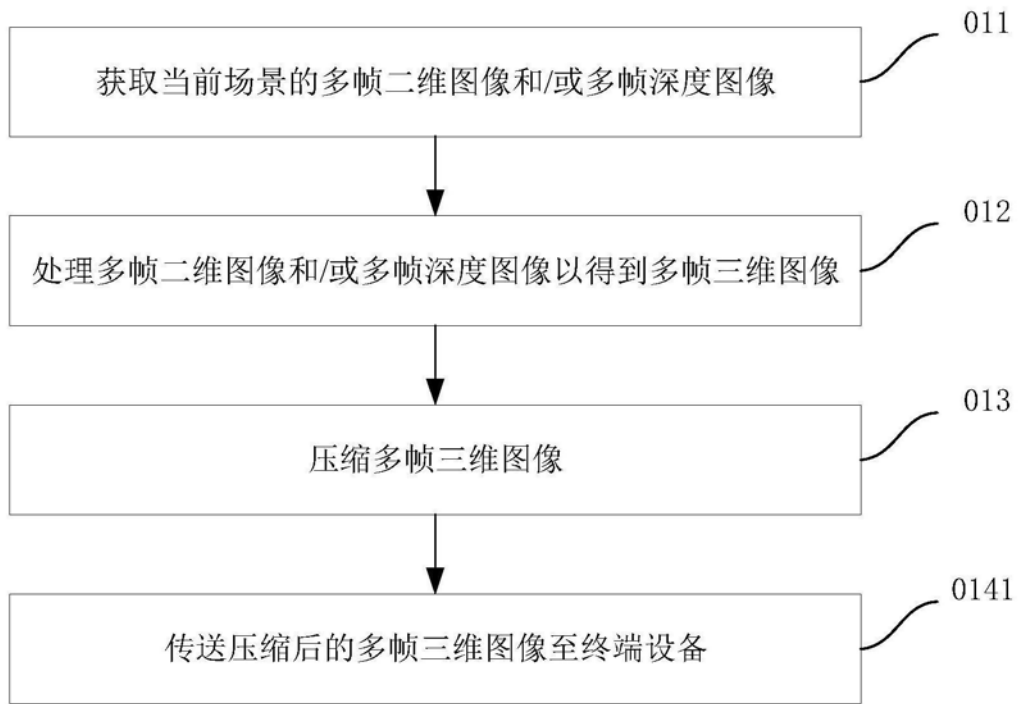 011
获取当前场景的多帧二维图像和/或多帧深度图像
012
处理多帧二维图像和/或多帧深度图像以得到多帧三维图像
013
压缩多帧三维图像
0141
传送压缩后的多帧三维图像至终端设备